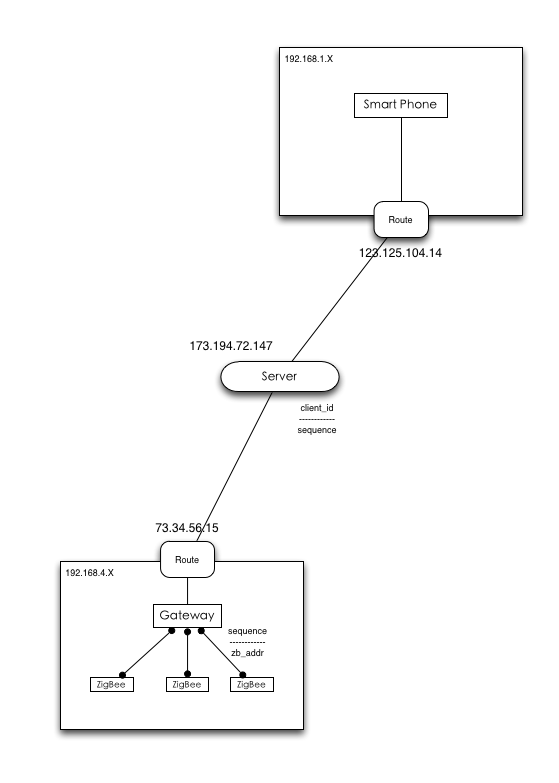 192.168.1.X
Smart Phone
Route
123.125.104.14
173.194.72.147
Server
client_id
------------
sequence
73.34.56.15
Route
192.168.4.X
Gateway
sequence
------------
zb_addr
ZigBee
ZigBee
ZigBee